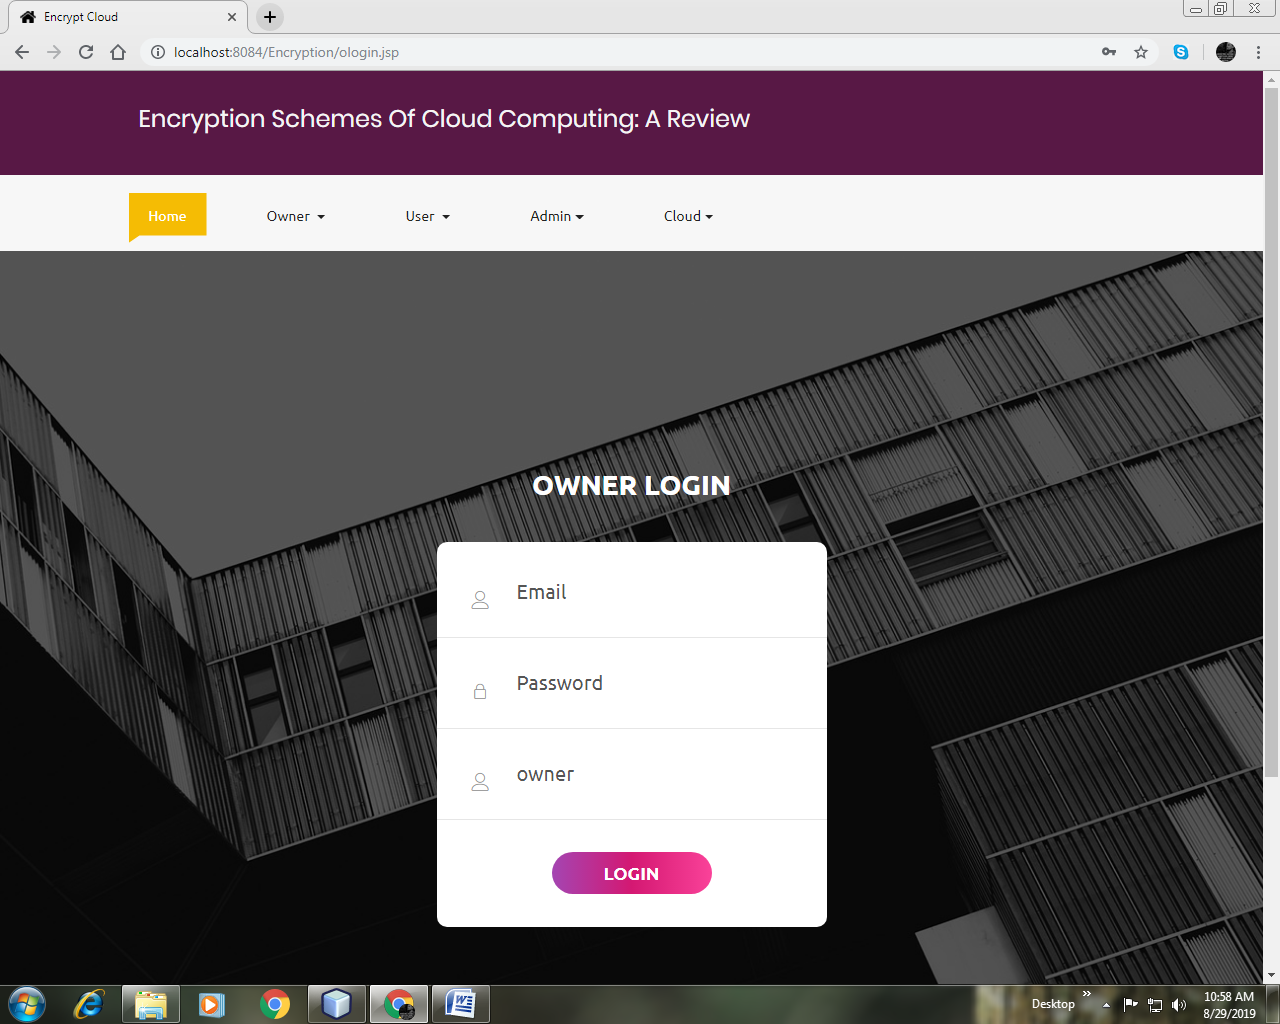 Encrypt Cloud
localhost:8084/Encryption/ologin.jsp
Encryption Schemes Of Cloud Computing: A Review
Home Owner User Admin Cloud
OWNER LOGIN
Email
Password
owner
LOGIN
Desktop
10:58 AM
8/29/2019